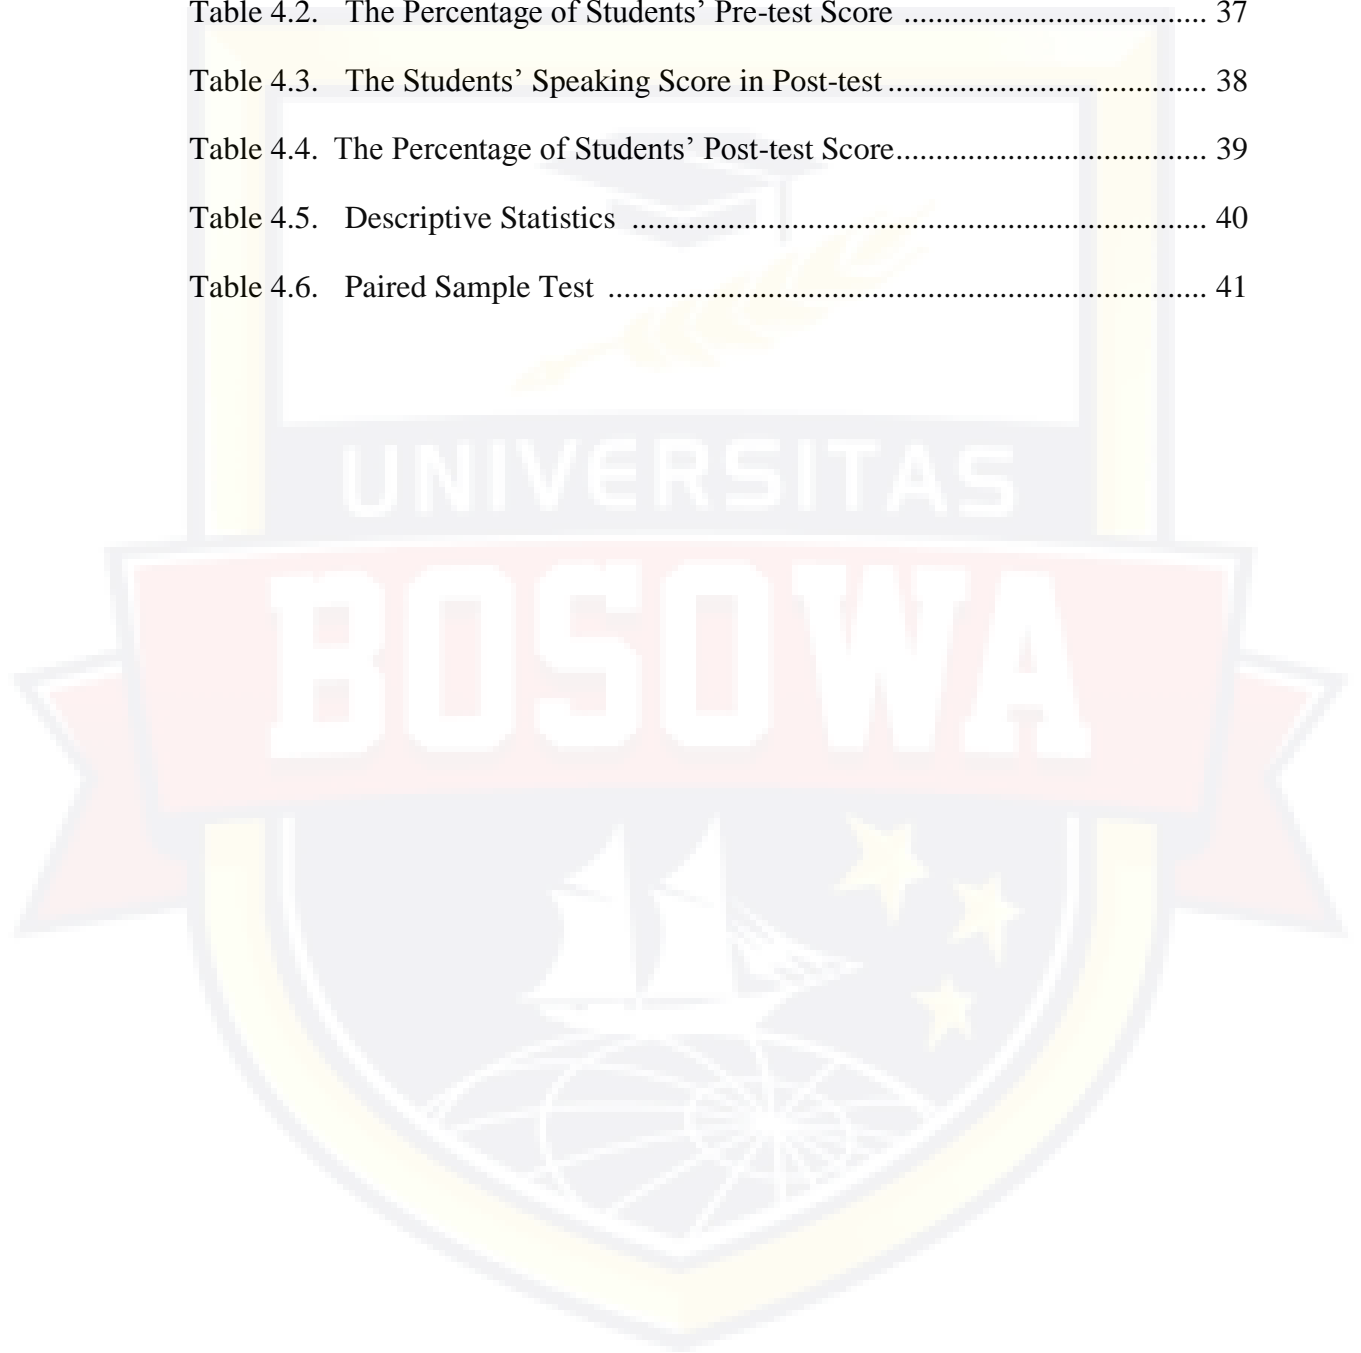 Table 4.2. The Percentage of Students’ Pre-test Score ...................................... 37
Table 4.3. The Students’ Speaking Score in Post-test ........................................ 38
Table 4.4. The Percentage of Students’ Post-test Score....................................... 39
Table 4.5. Descriptive Statistics ........................................................................ 40
Table 4.6. Paired Sample Test ........................................................................... 41
UNIVERSITAS
BOSOWA